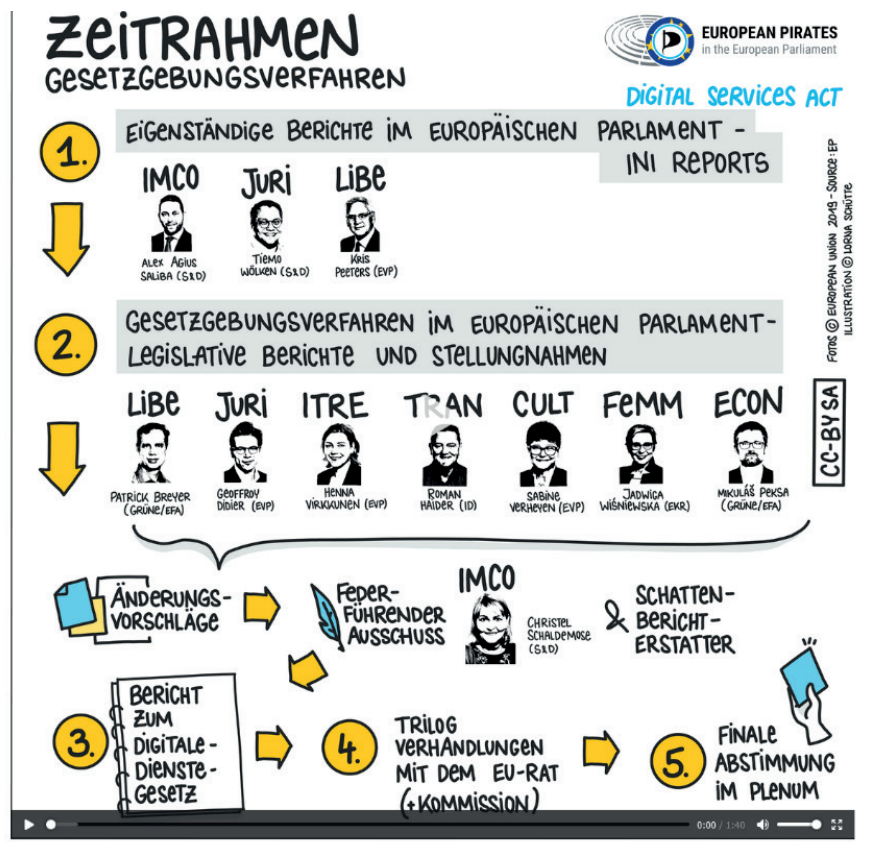 ZEITRAHMEN
GESETZGEBUNGSVERFAHREN
EUROPEAN PIRATES
in the European Parliament
DIGITAL SERVICES ACT
1.
EIGENSTÄNDIGE BERICHTE IM EUROPÄISCHEN PARLAMENT -
INI REPORTS
IMCO
JURI
LIBE
ALEX AGIUS
SALIBA (S&D)
TIEMO
WÖLKEN (S&D)
KRIS
PEETERS (EVP)
FOTOS © EUROPEAN UNION 2019 - SOURCE: EP
ILLUSTRATION © LORNA SCHÜTTE
2.
GESETZGEBUNGSVERFAHREN IM EUROPÄISCHEN PARLAMENT-
LEGISLATIVE BERICHTE UND STELLUNGNAHMEN
CC-BY SA
LIBE
JURI
ITRE
TRAN
CULT
FEMM
ECON
PATRICK BREYER
(GRÜNE/EFA)
GEOFFROY
DIDIER (EVP)
HENNA
VIRKKUNEN (EVP)
ROMAN
HAIDER (ID)
SABINE
VERHEYEN (EVP)
JADWIGA
WIŚNIEWSKA (EKR)
MIKULÁŠ PEKSA
(GRÜNE/EFA)
ÄNDERUNGS-
VORSCHLÄGE
FEDER-
FÜHRENDER
AUSSCHUSS
IMCO
CHRISTEL
SCHALDEMOSE
(S&D)
&
SCHATTEN-
BERICHT-
ERSTATTER
3.
BERICHT
ZUM
DIGITALE-
DIENSTE-
GESETZ
4.
TRILOG
VERHANDLUNGEN
MIT DEM EU-RAT
(+KOMMISSION)
5.
FINALE
ABSTIMMUNG
IM PLENUM
0:00 / 1:40